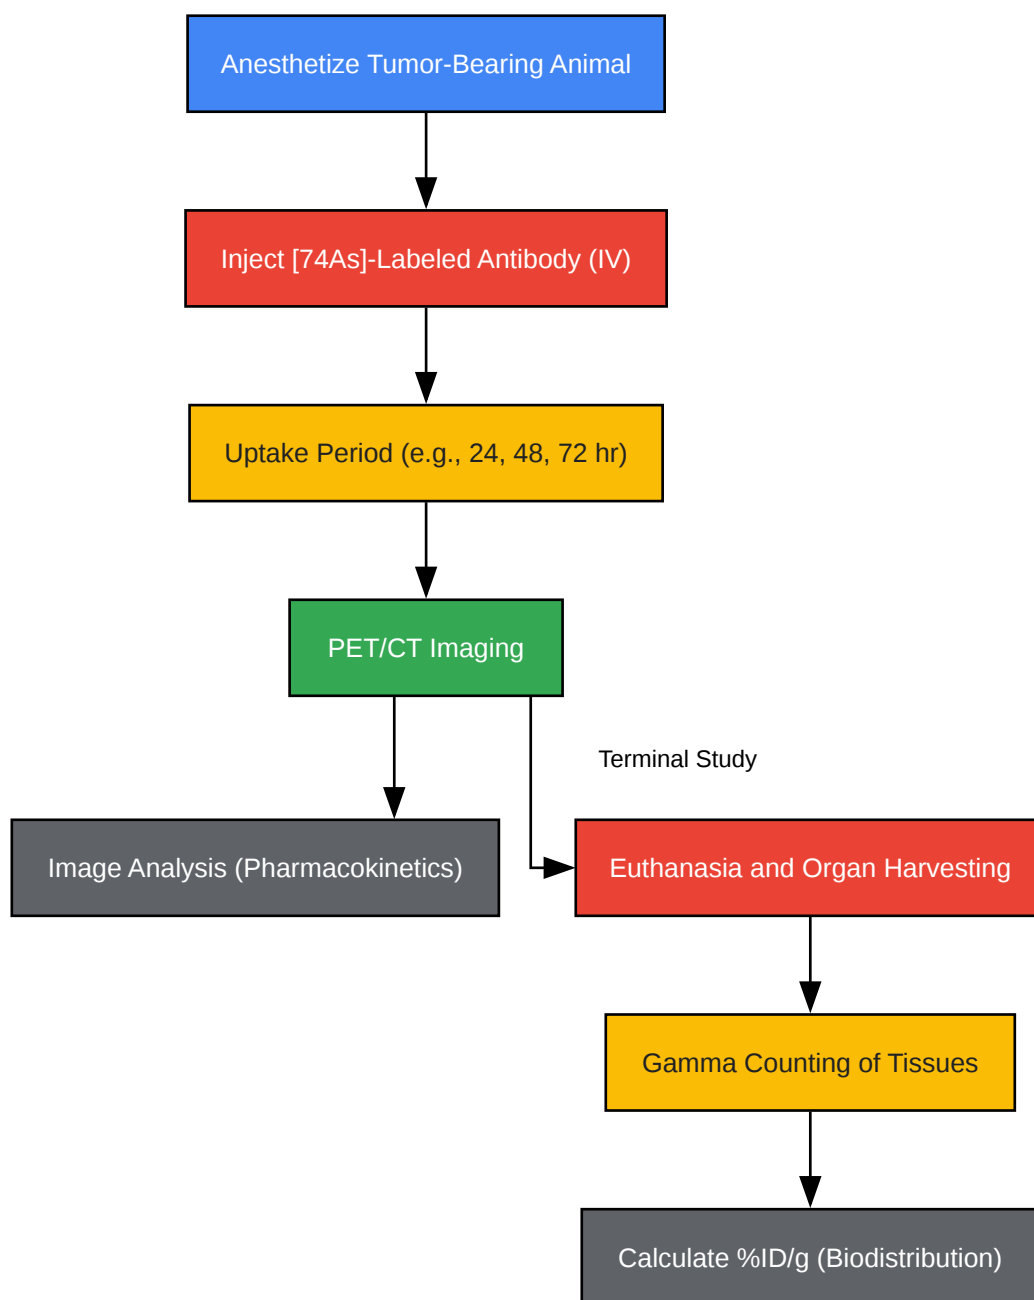 Anesthetize Tumor-Bearing Animal
Inject [74As]-Labeled Antibody (IV)
Uptake Period (e.g., 24, 48, 72 hr)
PET/CT Imaging
Terminal Study
Image Analysis (Pharmacokinetics)
Euthanasia and Organ Harvesting
Gamma Counting of Tissues
Calculate %ID/g (Biodistribution)